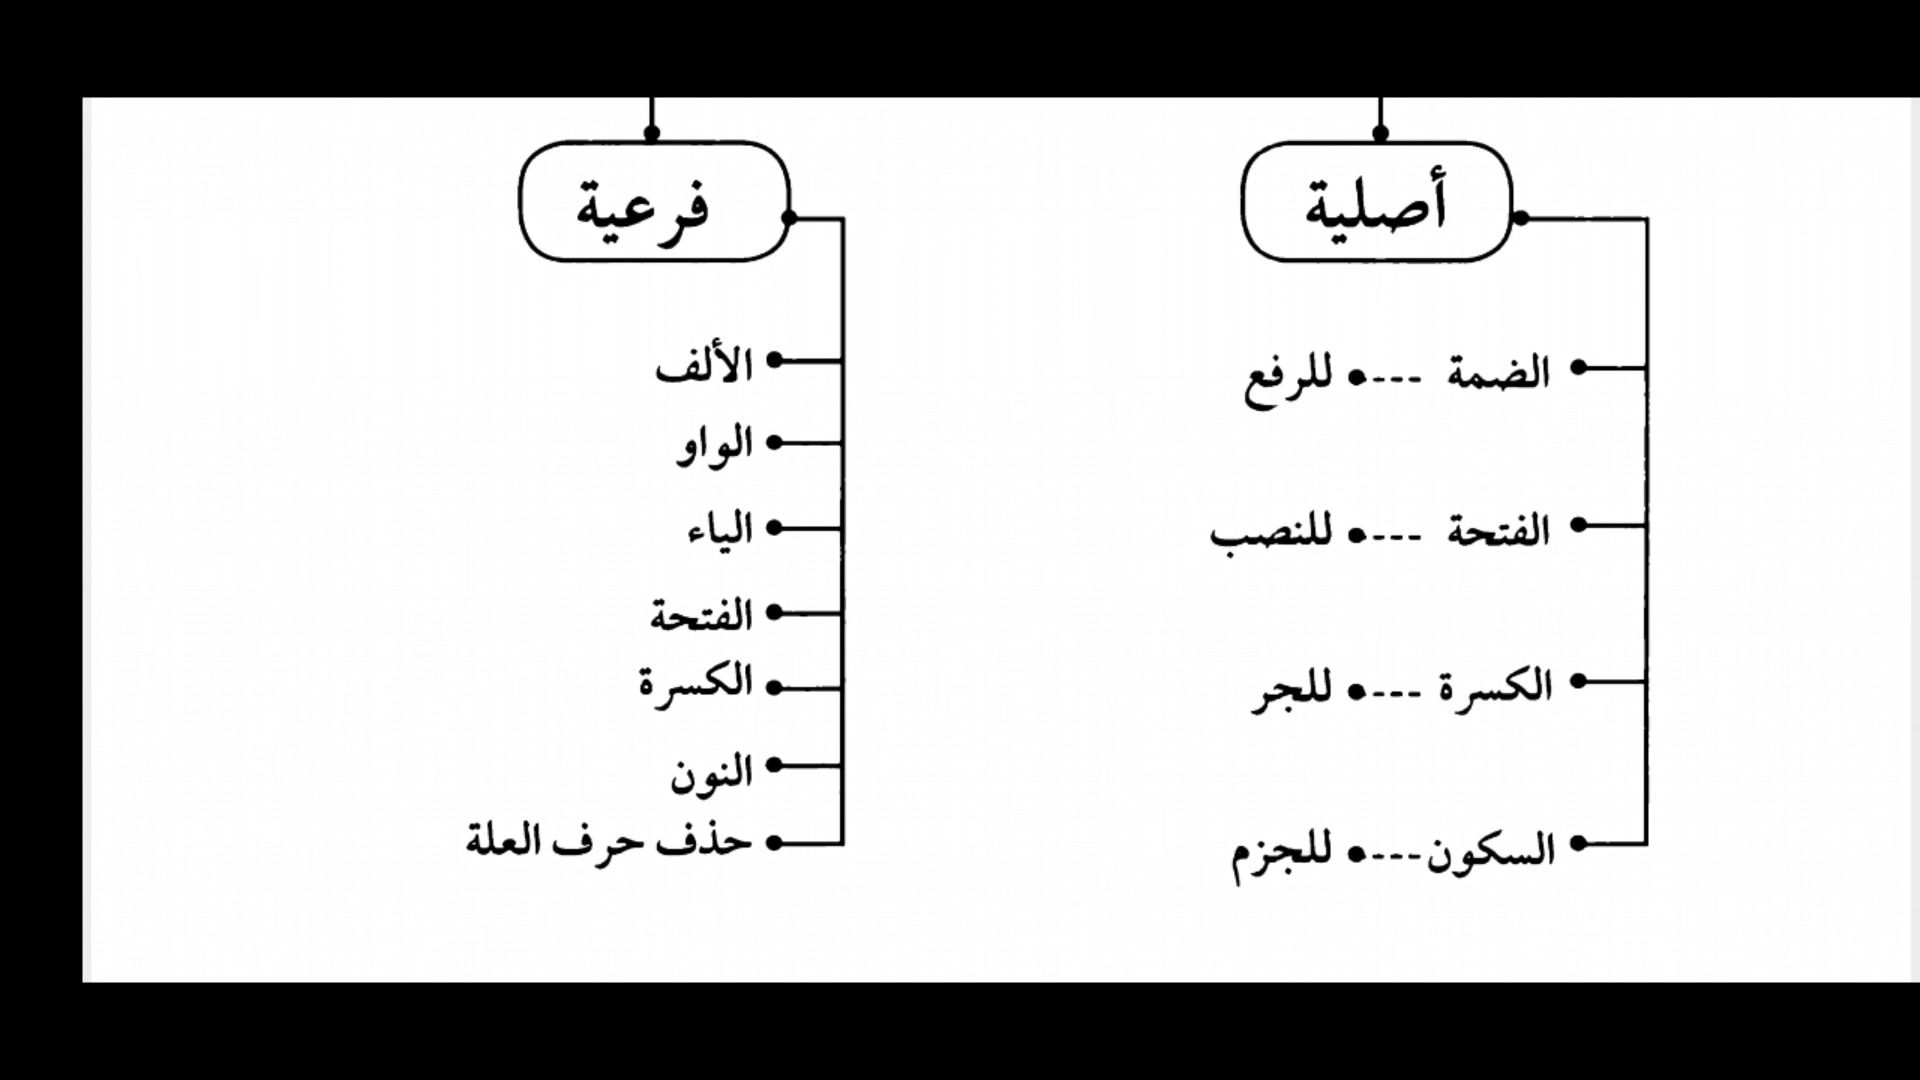 أصلية
الضمة --- للرفع
الفتحة --- للنصب
الكسرة --- للجر
السكون --- للجزم
فرعية
الألف
الواو
الياء
الفتحة
الكسرة
النون
حذف حرف العلة